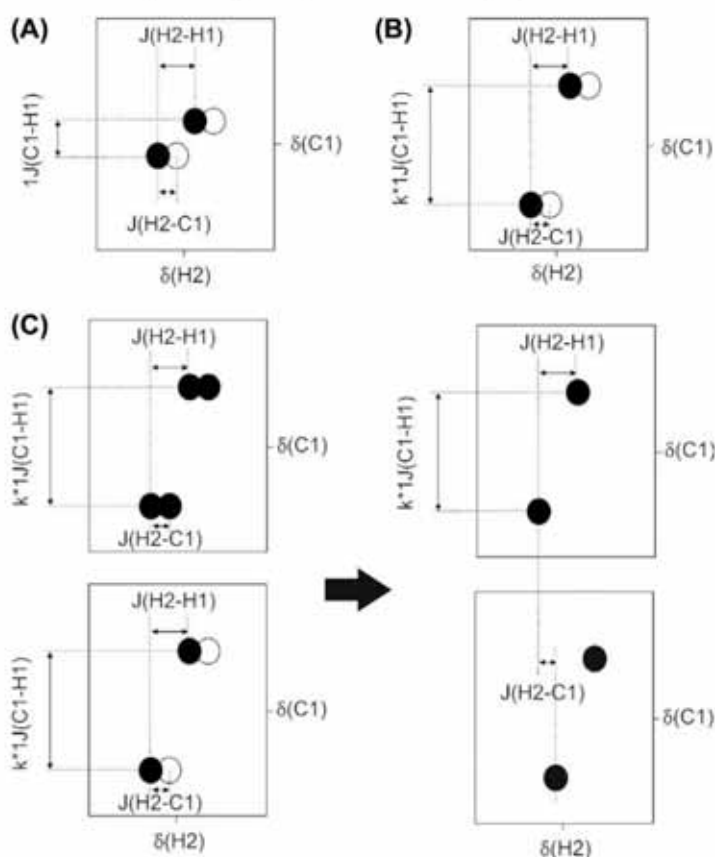 (A)
J(H2-H1)
1J(C1-H1)
δ(C1)
J(H2-C1)
δ(H2)
(B)
J(H2-H1)
k*1J(C1-H1)
δ(C1)
J(H2-C1)
δ(H2)
(C)
J(H2-H1)
k*1J(C1-H1)
δ(C1)
J(H2-C1)
J(H2-H1)
k*1J(C1-H1)
δ(C1)
J(H2-C1)
δ(H2)
J(H2-H1)
k*1J(C1-H1)
δ(C1)
J(H2-C1)
δ(C1)
δ(H2)